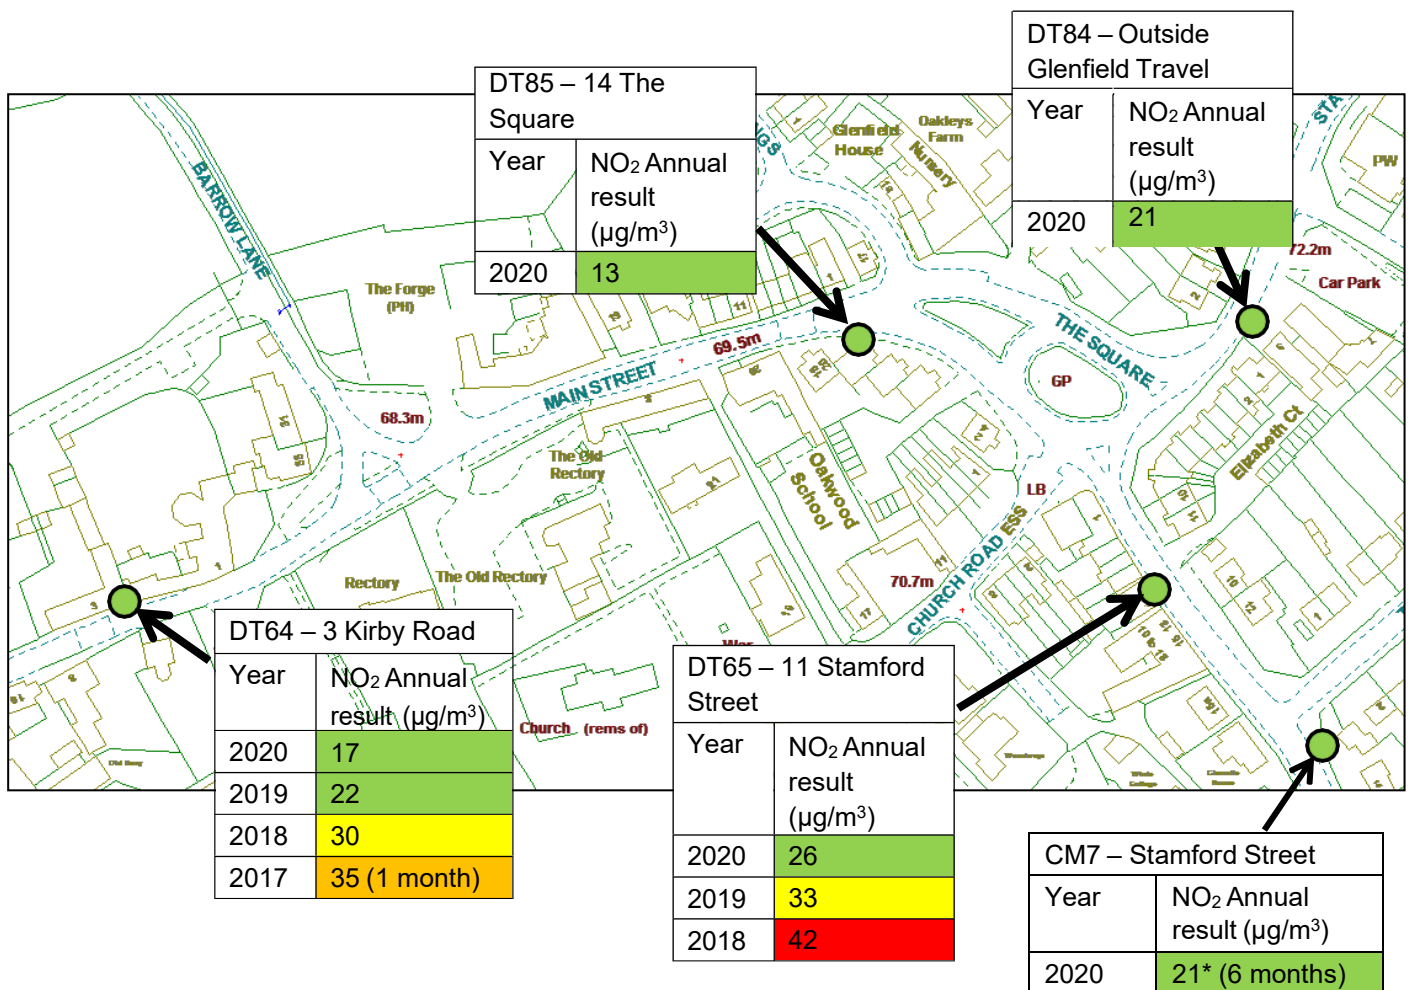 DT84 – Outside
Glenfield Travel
Year
NO₂ Annual
result
(µg/m³)
2020
21
DT85 – 14 The
Square
Year
NO₂ Annual
result
(µg/m³)
2020
13
BARROW LANE
The Forge
(PH)
Glenfield
House
Oakleys
Farm
Nursery
STA
PW
72.2m
Car Park
THE SQUARE
GP
69.5m
MAIN STREET
68.3m
The Old
Rectory
Oakwood
School
Elizabeth Ct
LB
ESS
CHURCH ROAD
70.7m
Rectory
The Old Rectory
Church (rems of)
DT64 – 3 Kirby Road
Year
NO₂ Annual
result (µg/m³)
2020
17
2019
22
2018
30
2017
35 (1 month)
DT65 – 11 Stamford
Street
Year
NO₂ Annual
result
(µg/m³)
2020
26
2019
33
2018
42
CM7 – Stamford Street
Year
NO₂ Annual
result (µg/m³)
2020
21* (6 months)